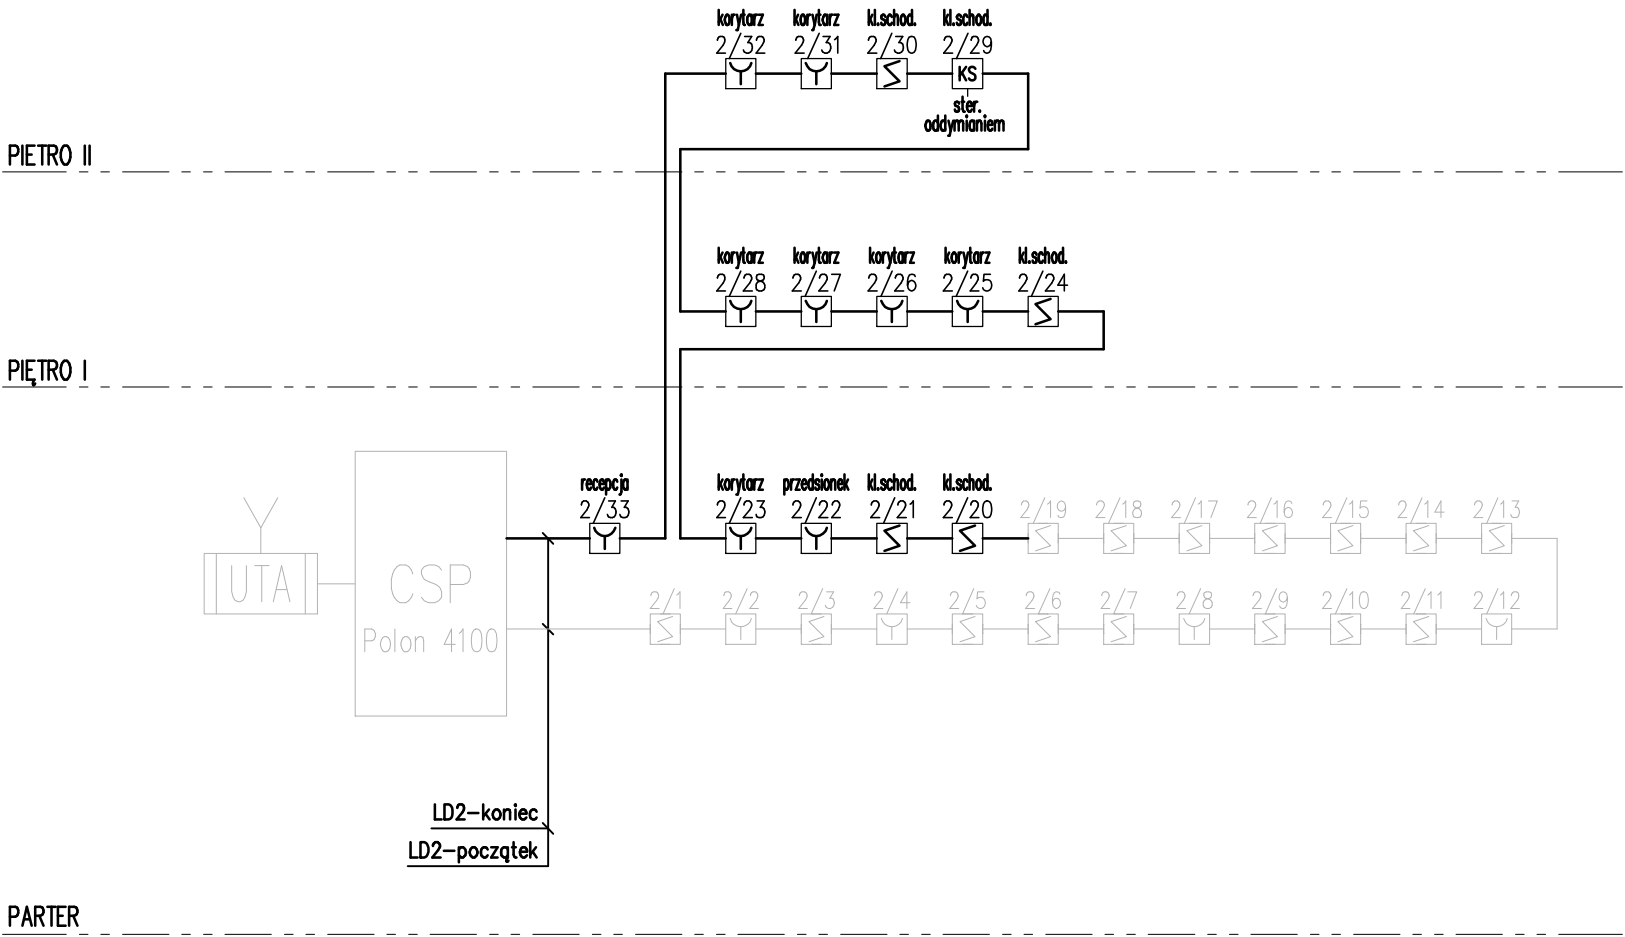 korytarz korytarz kl.schod. kl.schod.
2/32 2/31 2/30 2/29
KS
ster.
oddymianiem
PIETRO II
korytarz korytarz korytarz korytarz kl.schod.
2/28 2/27 2/26 2/25 2/24
PIĘTRO I
recepcja korytarz przedsionek kl.schod. kl.schod.
2/33 2/23 2/22 2/21 2/20 2/19 2/18 2/17 2/16 2/15 2/14 2/13
UTA CSP
2/1 2/2 2/3 2/4 2/5 2/6 2/7 2/8 2/9 2/10 2/11 2/12
Polon 4100
LD2-koniec
LD2-początek
PARTER